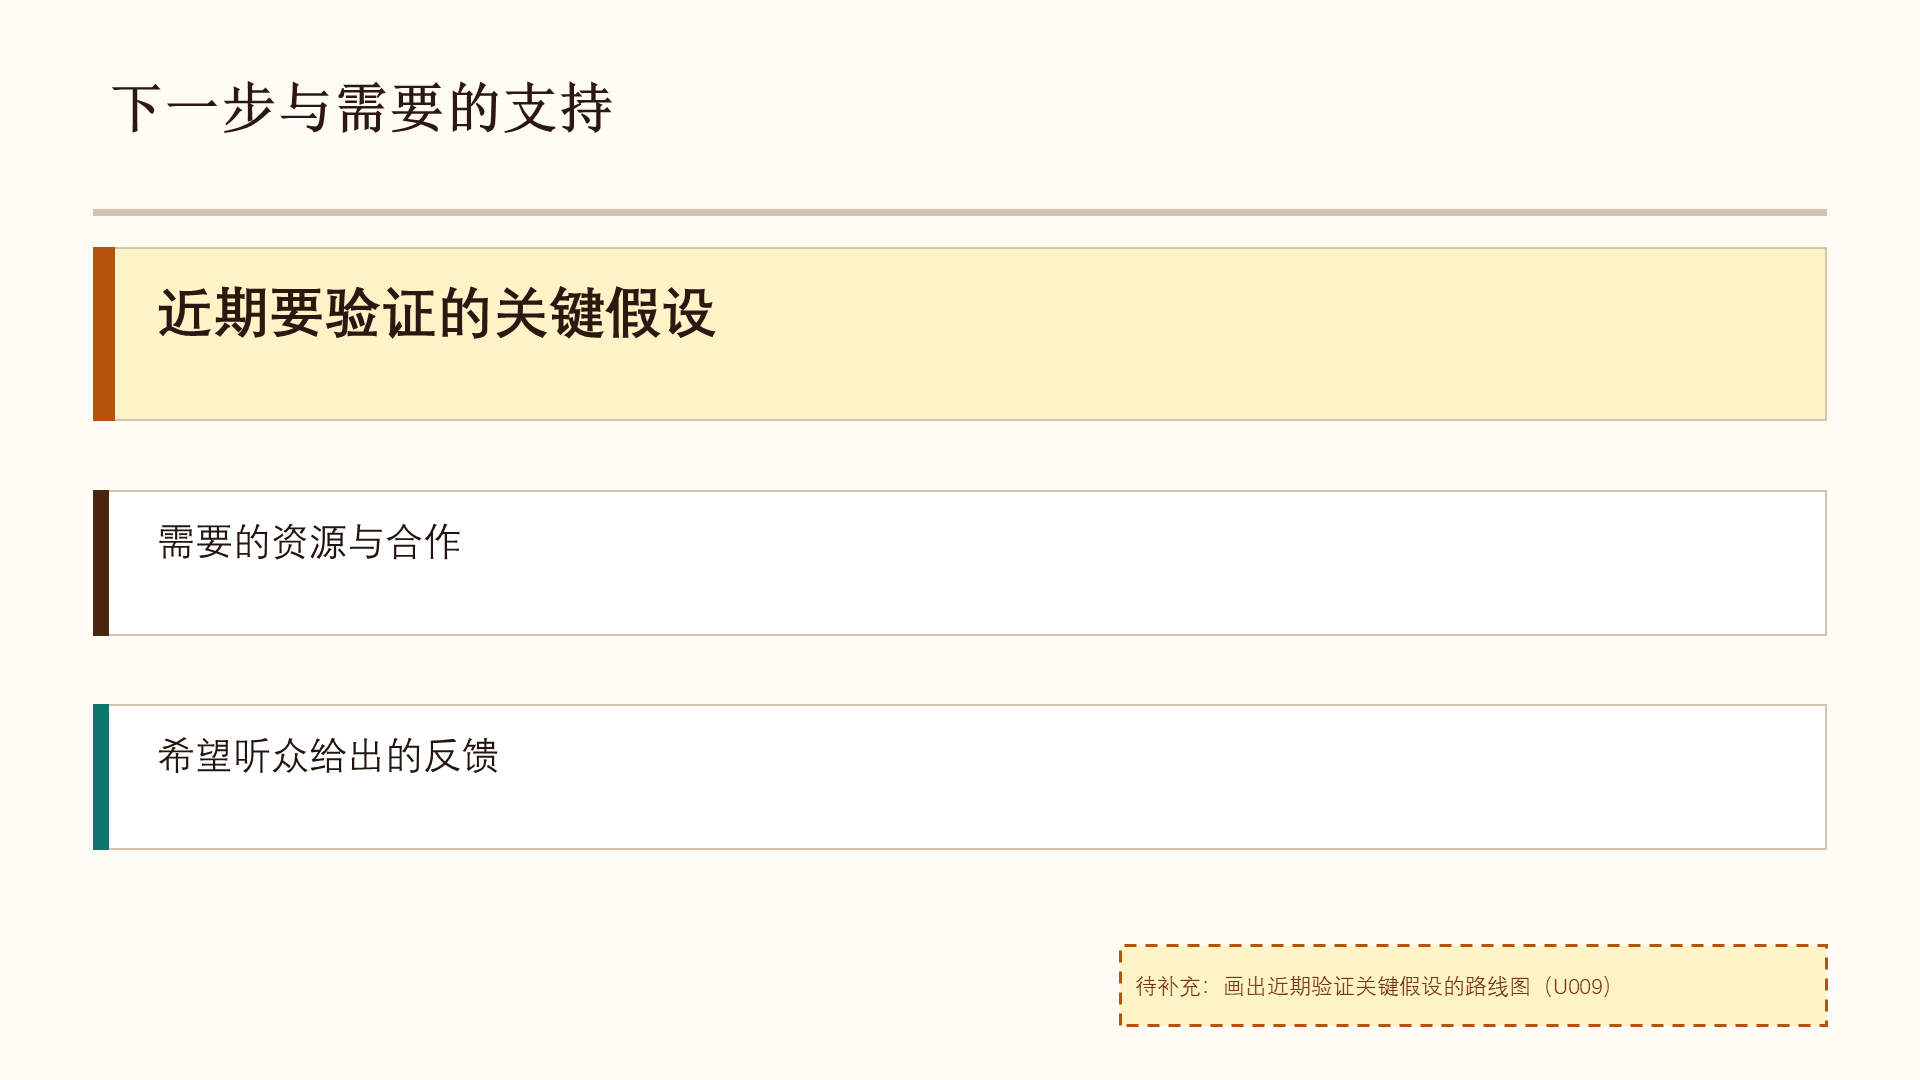 下一步与需要的支持
近期要验证的关键假设
需要的资源与合作
希望听众给出的反馈
待补充：画出近期验证关键假设的路线图（U009）